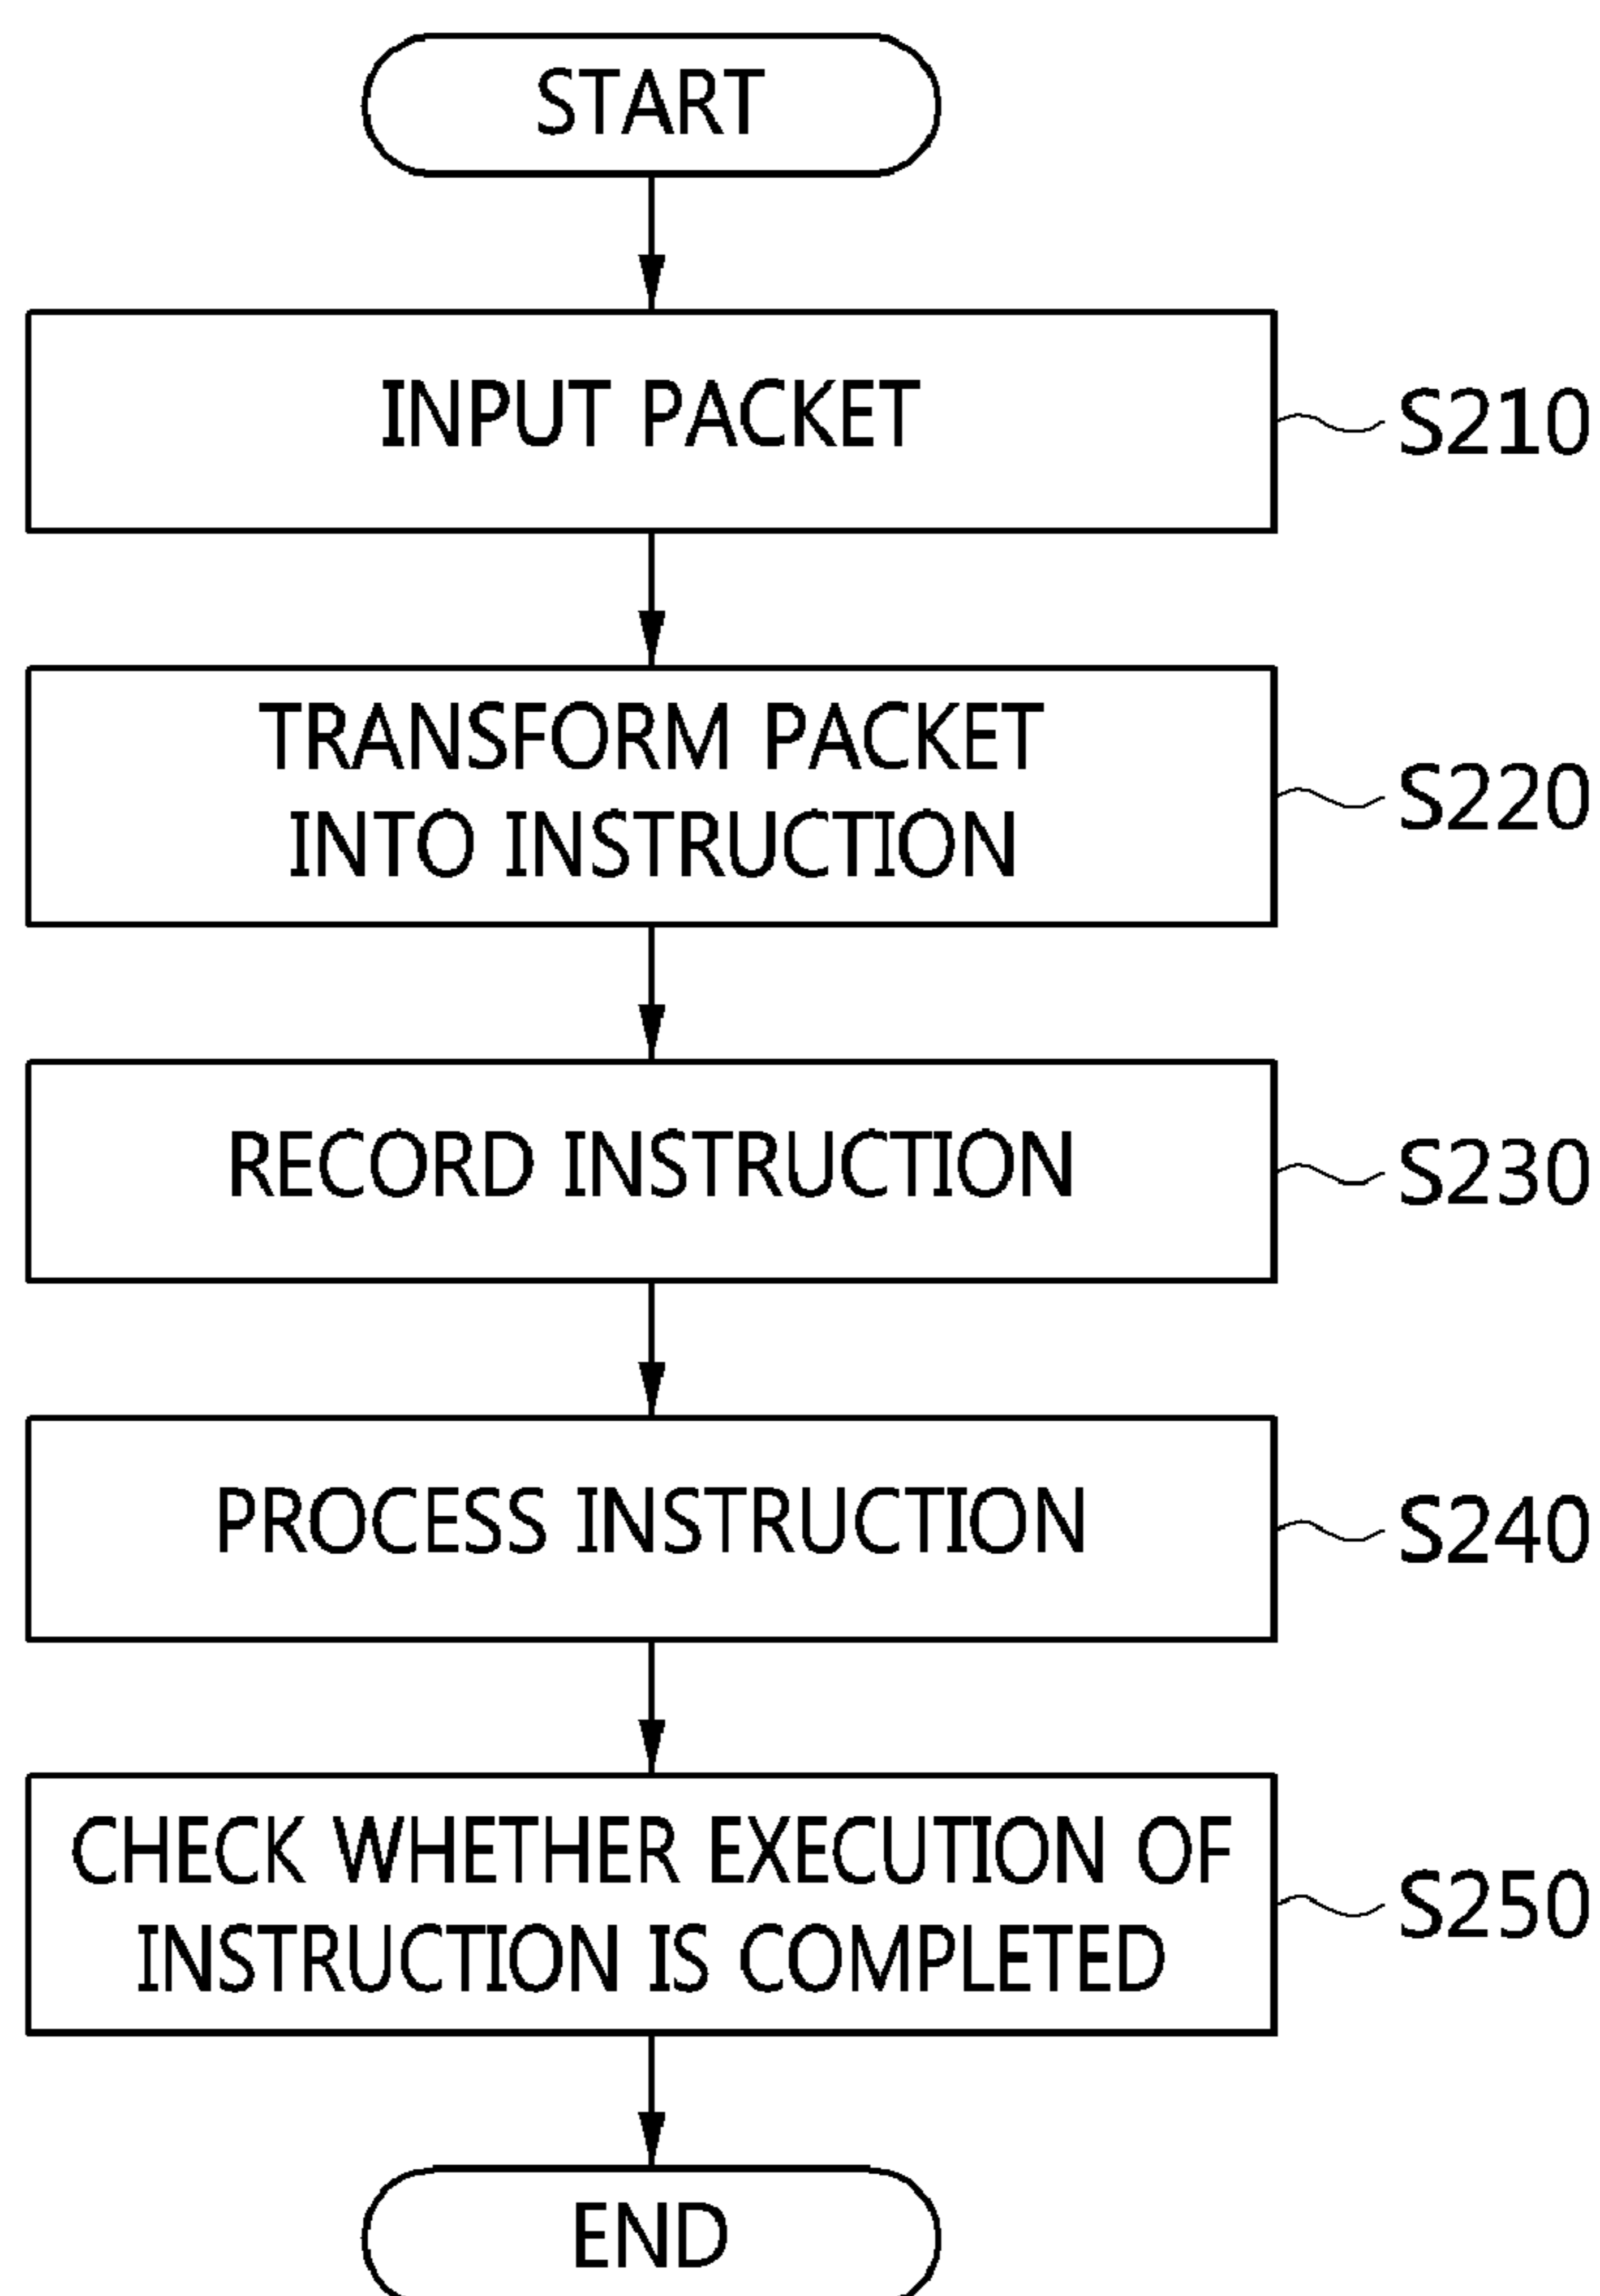 START
INPUT PACKET
S210
TRANSFORM PACKET
INTO INSTRUCTION
S220
RECORD INSTRUCTION
S230
PROCESS INSTRUCTION
S240
CHECK WHETHER EXECUTION OF
INSTRUCTION IS COMPLETED
S250
END